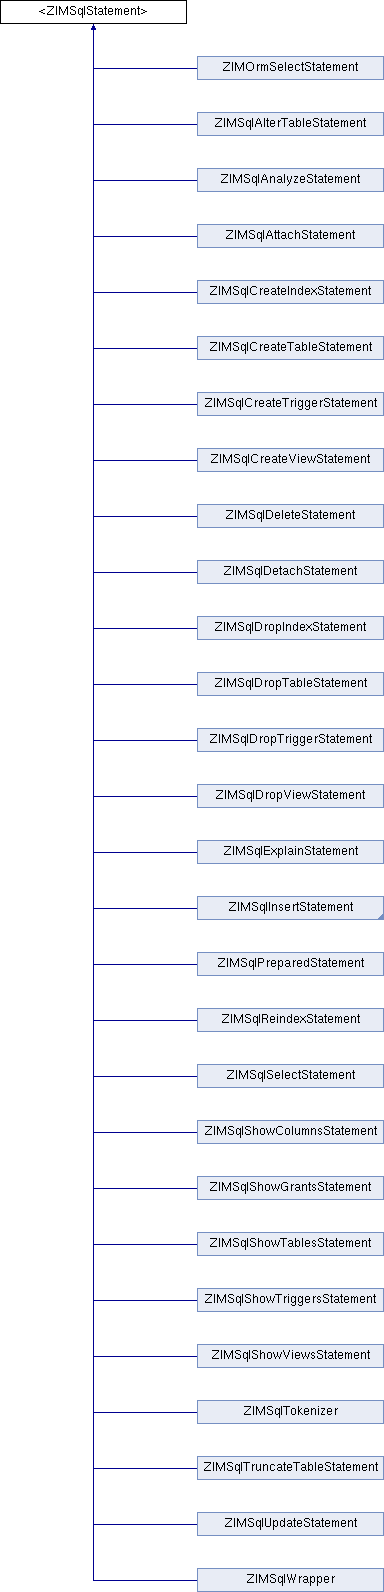 <ZIMSqlStatement>
ZIMOrmSelectStatement
ZIMSqlAlterTableStatement
ZIMSqlAnalyzeStatement
ZIMSqlAttachStatement
ZIMSqlCreateIndexStatement
ZIMSqlCreateTableStatement
ZIMSqlCreateTriggerStatement
ZIMSqlCreateViewStatement
ZIMSqlDeleteStatement
ZIMSqlDetachStatement
ZIMSqlDropIndexStatement
ZIMSqlDropTableStatement
ZIMSqlDropTriggerStatement
ZIMSqlDropViewStatement
ZIMSqlExplainStatement
ZIMSqlInsertStatement
ZIMSqlPreparedStatement
ZIMSqlReindexStatement
ZIMSqlSelectStatement
ZIMSqlShowColumnsStatement
ZIMSqlShowGrantsStatement
ZIMSqlShowTablesStatement
ZIMSqlShowTriggersStatement
ZIMSqlShowViewsStatement
ZIMSqlTokenizer
ZIMSqlTruncateTableStatement
ZIMSqlUpdateStatement
ZIMSqlWrapper